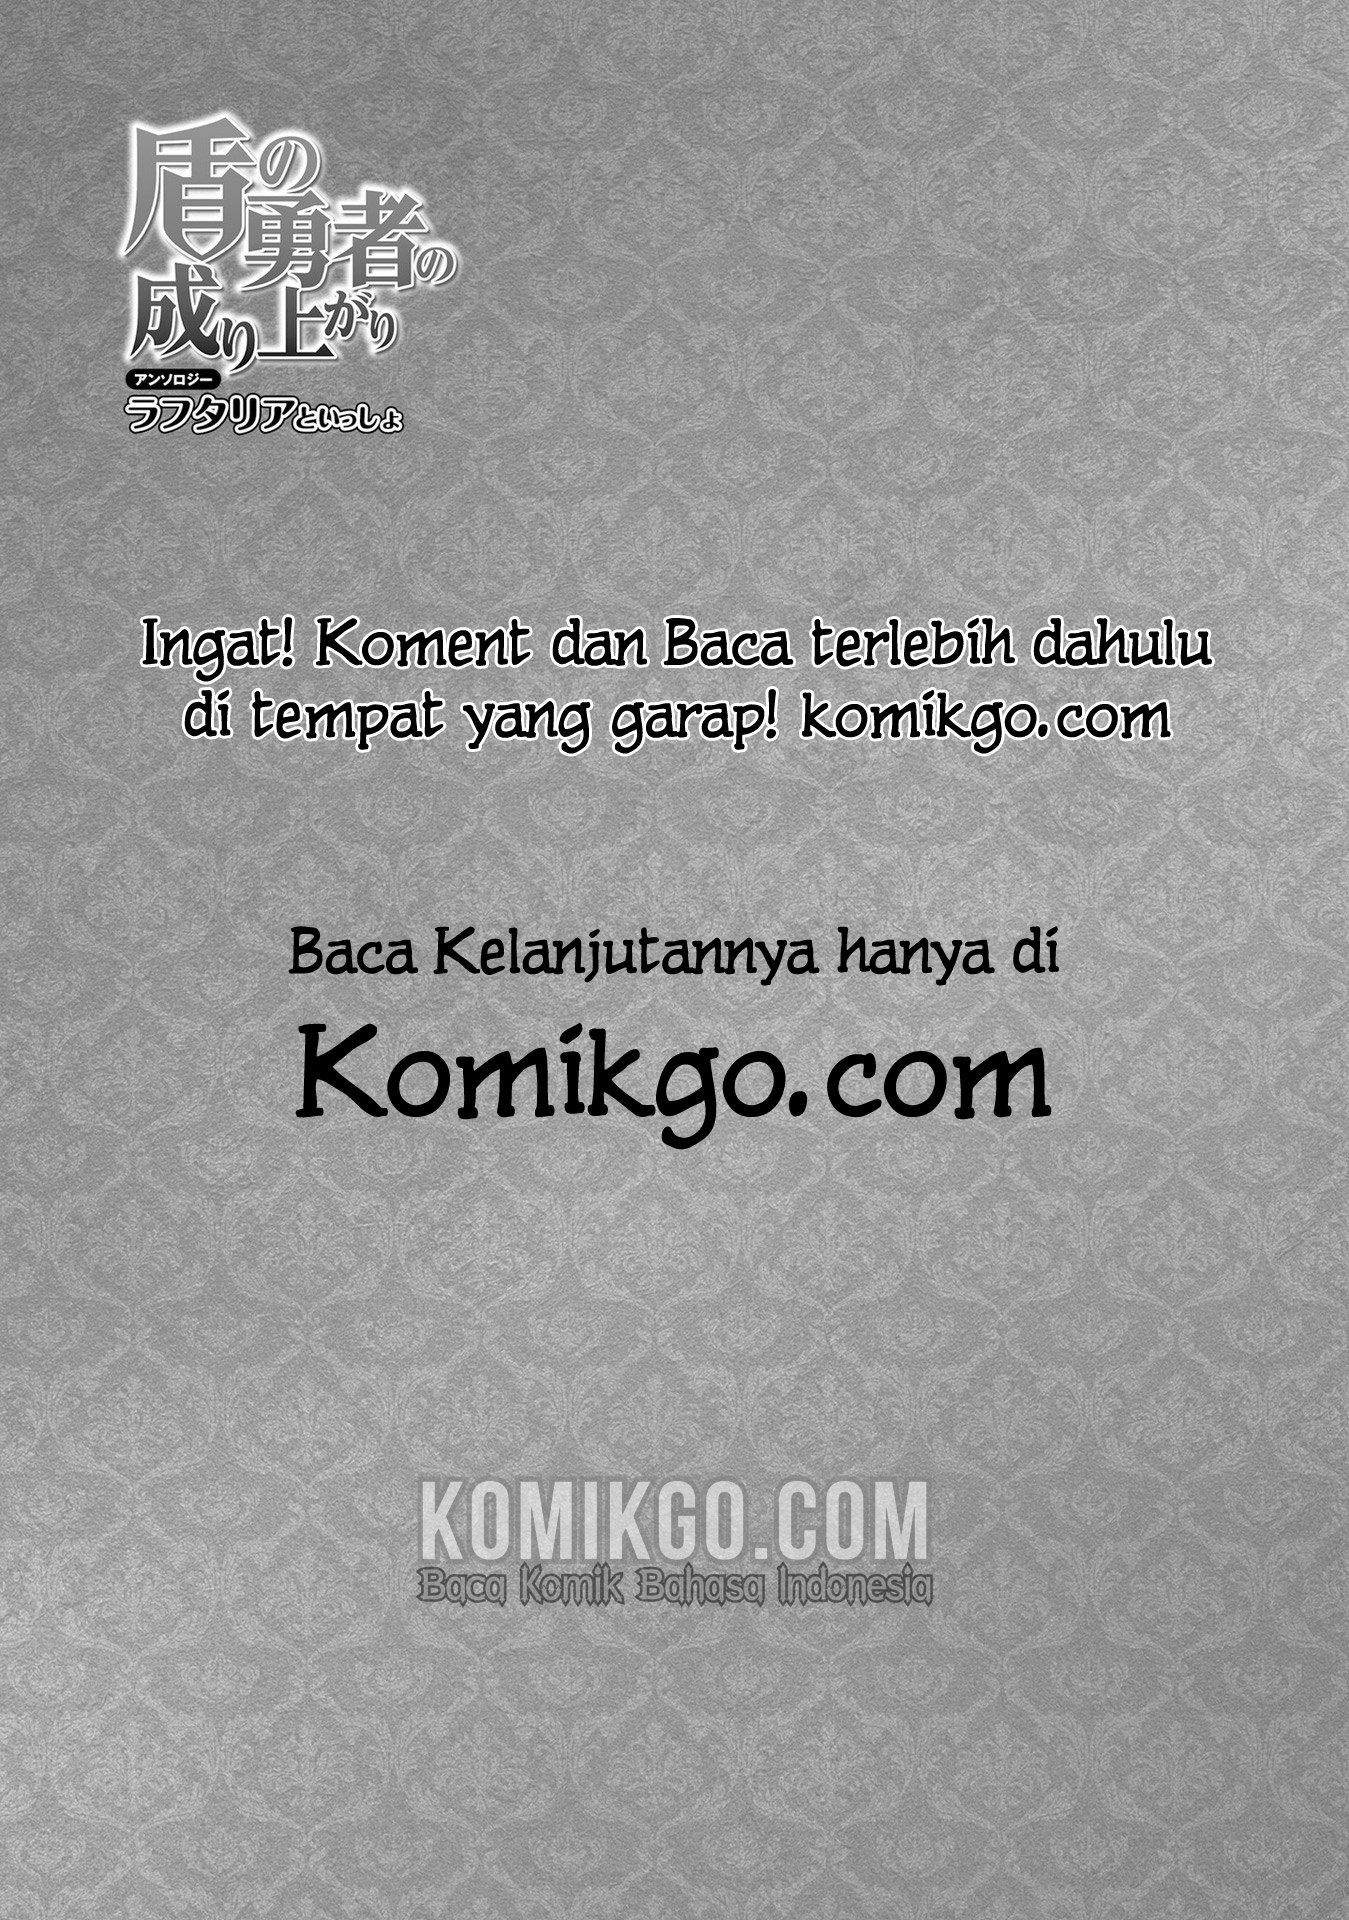 盾の勇者の
成り上がり
アンソロジー
ラフタリアといっしょ
Ingat! Koment dan Baca terlebih dahulu
di tempat yang garap! komikgo.com
Baca Kelanjutannya hanya di
Komikgo.com
KOMIKGO.COM
Baca Komik Bahasa Indonesia